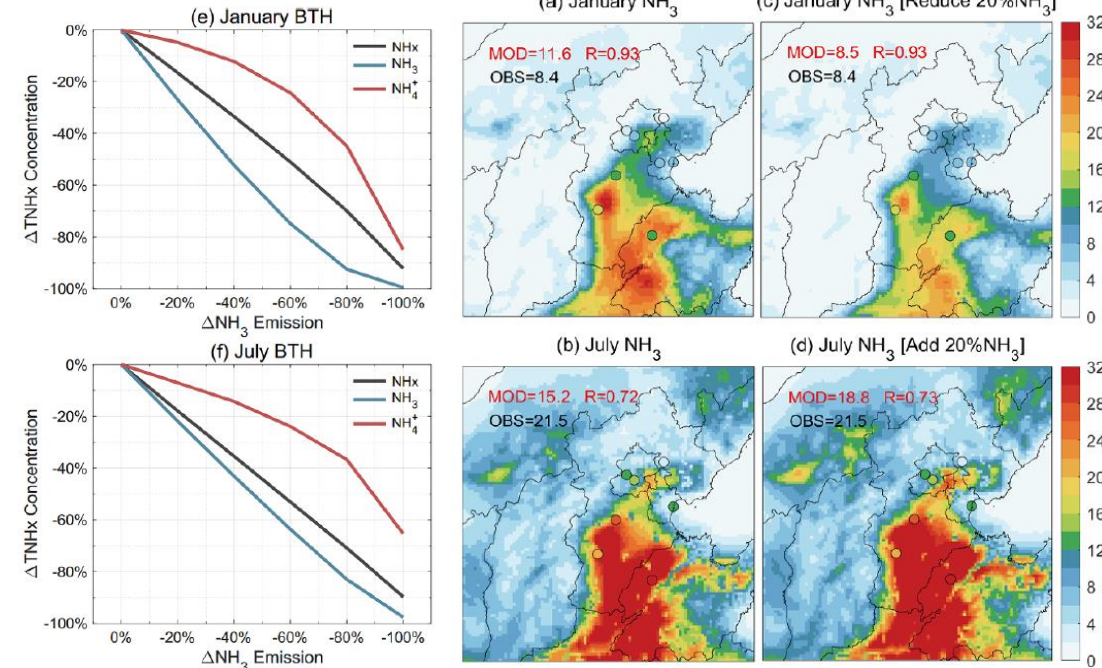 (e) January BTH
0%
-20%
-40%
-60%
-80%
-100%
ΔTNHx Concentration
NHx
NH3
NH4+
0% -20% -40% -60% -80% -100%
ΔNH3 Emission
(a) January NH3
MOD=11.6 R=0.93
OBS=8.4
(c) January NH3 [Reduce 20%NH3]
MOD=8.5 R=0.93
OBS=8.4
32
28
24
20
16
12
8
4
0
(f) July BTH
0%
-20%
-40%
-60%
-80%
-100%
ΔTNHx Concentration
NHx
NH3
NH4+
0% -20% -40% -60% -80% -100%
ΔNH3 Emission
(b) July NH3
MOD=15.2 R=0.72
OBS=21.5
(d) July NH3 [Add 20%NH3]
MOD=18.8 R=0.73
OBS=21.5
32
28
24
20
16
12
8
4
0